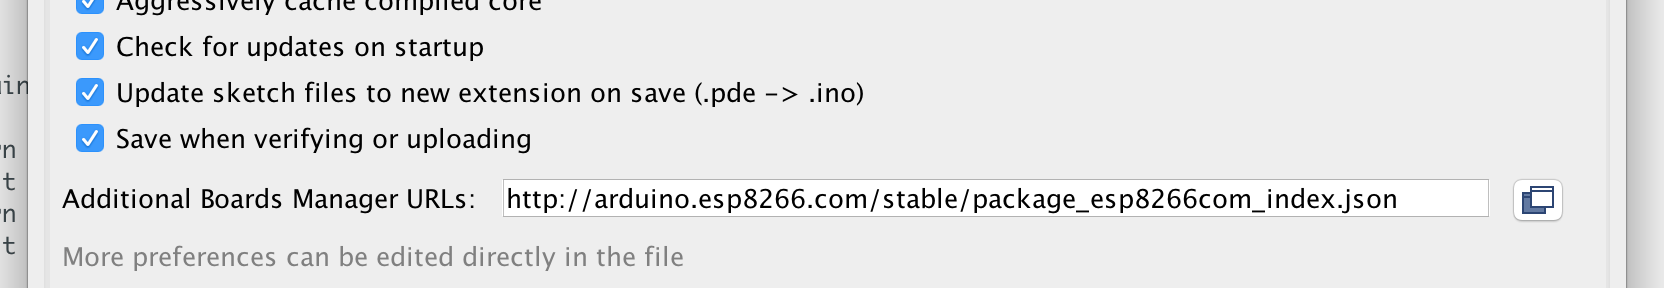 Aggressively cache compiled core
Check for updates on startup
Update sketch files to new extension on save (.pde -> .ino)
Save when verifying or uploading
Additional Boards Manager URLs: http://arduino.esp8266.com/stable/package_esp8266com_index.json
More preferences can be edited directly in the file